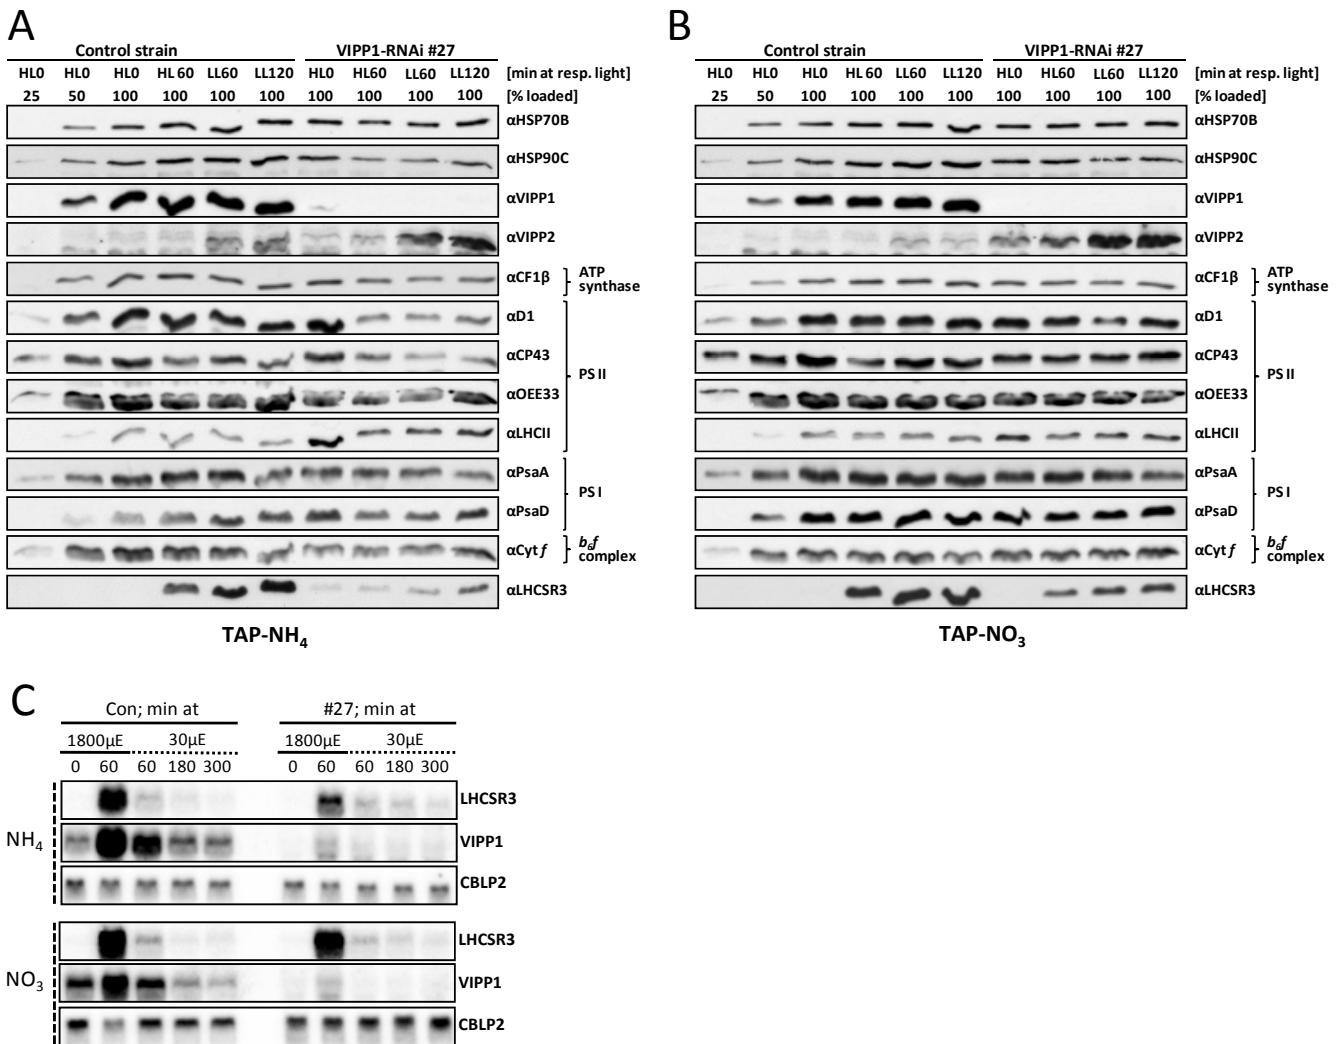 A
Control strain VIPP1-RNAi #27
HL0 HL0 HL0 HL 60 LL60 LL120 HL0 HL60 LL60 LL120 [min at resp. light]
25 50 100 100 100 100 100 100 100 100 [% loaded]
αHSP70B
αHSP90C
αVIPP1
αVIPP2
αCF1β ATP synthase
αD1
αCP43
PS II
αOEE33
αLHCII
αPsaA
PS I
αPsaD
αCyt f b6f complex
αLHCSR3
TAP-NH4
B
Control strain VIPP1-RNAi #27
HL0 HL0 HL0 HL 60 LL60 LL120 HL0 HL60 LL60 LL120 [min at resp. light]
25 50 100 100 100 100 100 100 100 100 [% loaded]
αHSP70B
αHSP90C
αVIPP1
αVIPP2
αCF1β ATP synthase
αD1
αCP43
PS II
αOEE33
αLHCII
αPsaA
PS I
αPsaD
αCyt f b6f complex
αLHCSR3
TAP-NO3
C
Con; min at #27; min at
1800µE 30µE 1800µE 30µE
0 60 60 180 300 0 60 60 180 300
LHCSR3
NH4 VIPP1
CBLP2
LHCSR3
NO3 VIPP1
CBLP2